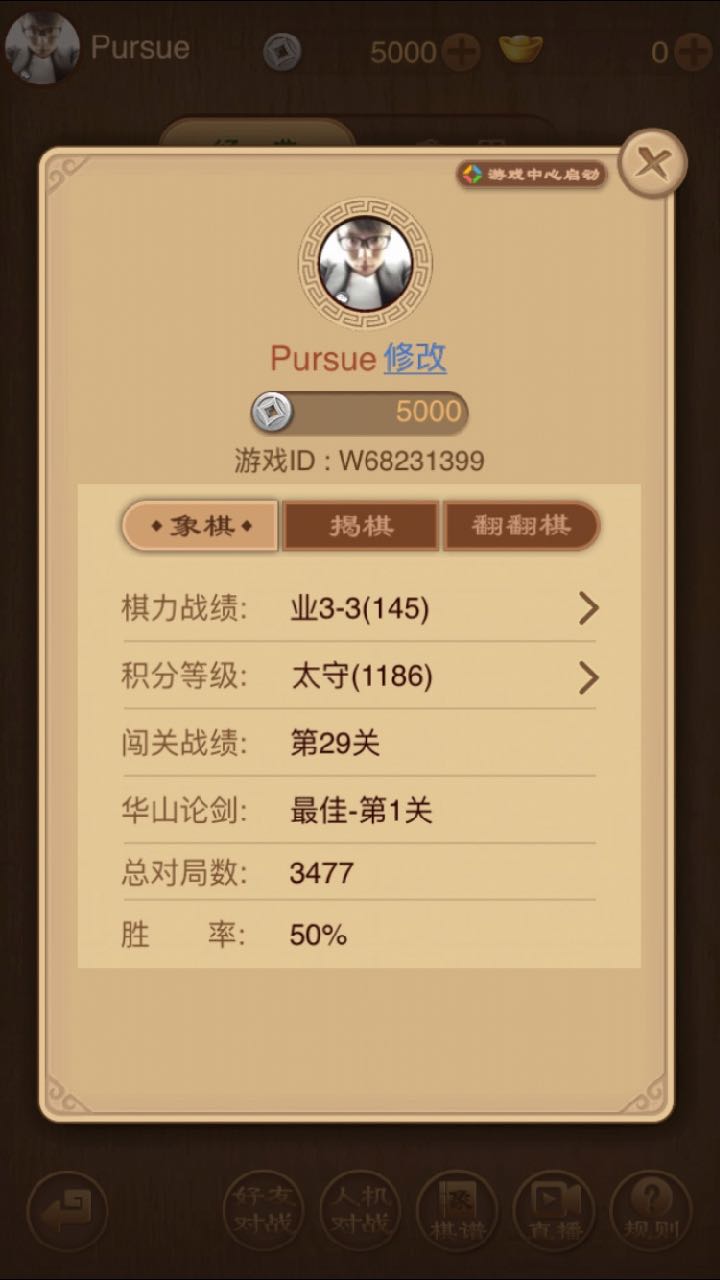 Pursue 5000 0
游戏中心启动
Pursue 修改
5000
游戏ID : W68231399
象棋 揭棋 翻翻棋
棋力战绩: 业3-3(145)
积分等级: 太守(1186)
闯关战绩: 第29关
华山论剑: 最佳-第1关
总对局数: 3477
胜 率: 50%
好友对战 人机对战 棋谱 直播 规则